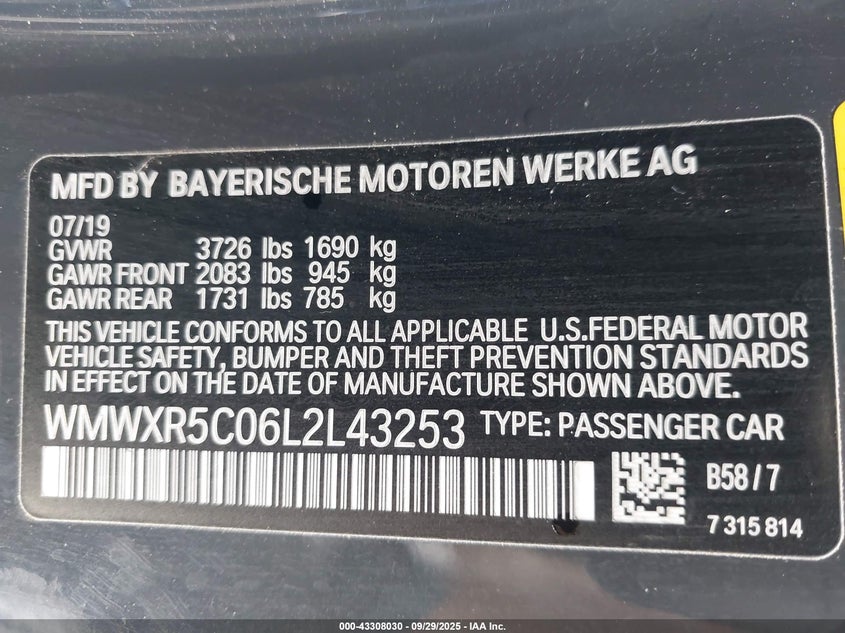 MFD BY BAYERISCHE MOTOREN WERKE AG
07/19
GVWR 3726 lbs 1690 kg
GAWR FRONT 2083 lbs 945 kg
GAWR REAR 1731 lbs 785 kg
THIS VEHICLE CONFORMS TO ALL APPLICABLE U.S.FEDERAL MOTOR
VEHICLE SAFETY, BUMPER AND THEFT PREVENTION STANDARDS
IN EFFECT ON THE DATE OF MANUFACTURE SHOWN ABOVE.
WMWXR5C06L2L43253 TYPE: PASSENGER CAR
B58/7
7 315 814
000-43308030 - 09/29/2025 - IAA Inc.